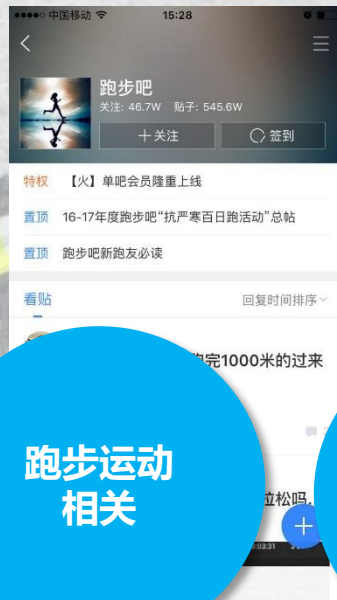 中国移动
15:28
跑步吧
关注: 46.7W 贴子: 545.6W
+关注
签到
特权 【火】单吧会员隆重上线
置顶 16-17年度跑步吧“抗严寒百日跑活动”总帖
置顶 跑步吧新跑友必读
看贴
回复时间排序
完1000米的过来
跑步运动
相关
拉松吗,